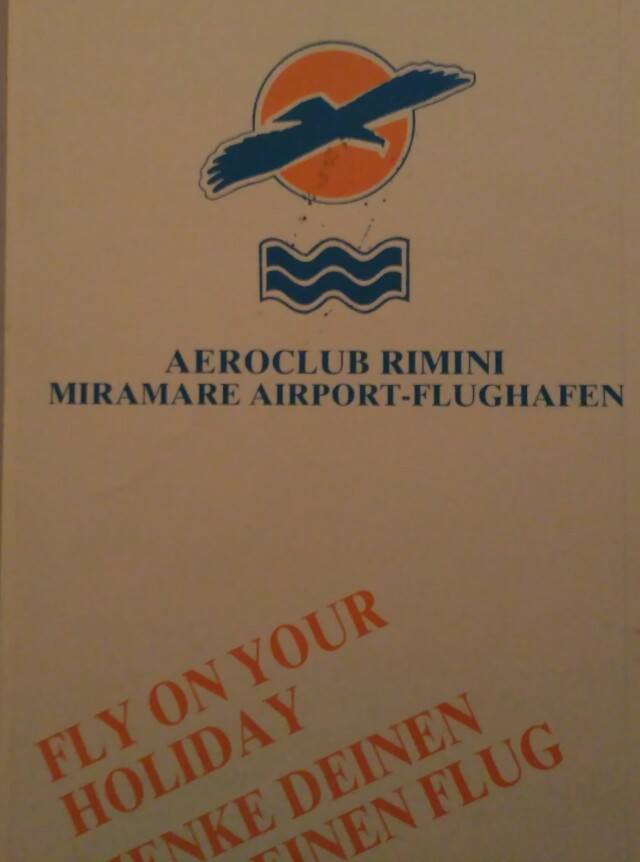 AEROCLUB RIMINI
MIRAMARE AIRPORT-FLUGHAFEN
FLY ON YOUR
HOLIDAY
DEINEN
FLUG